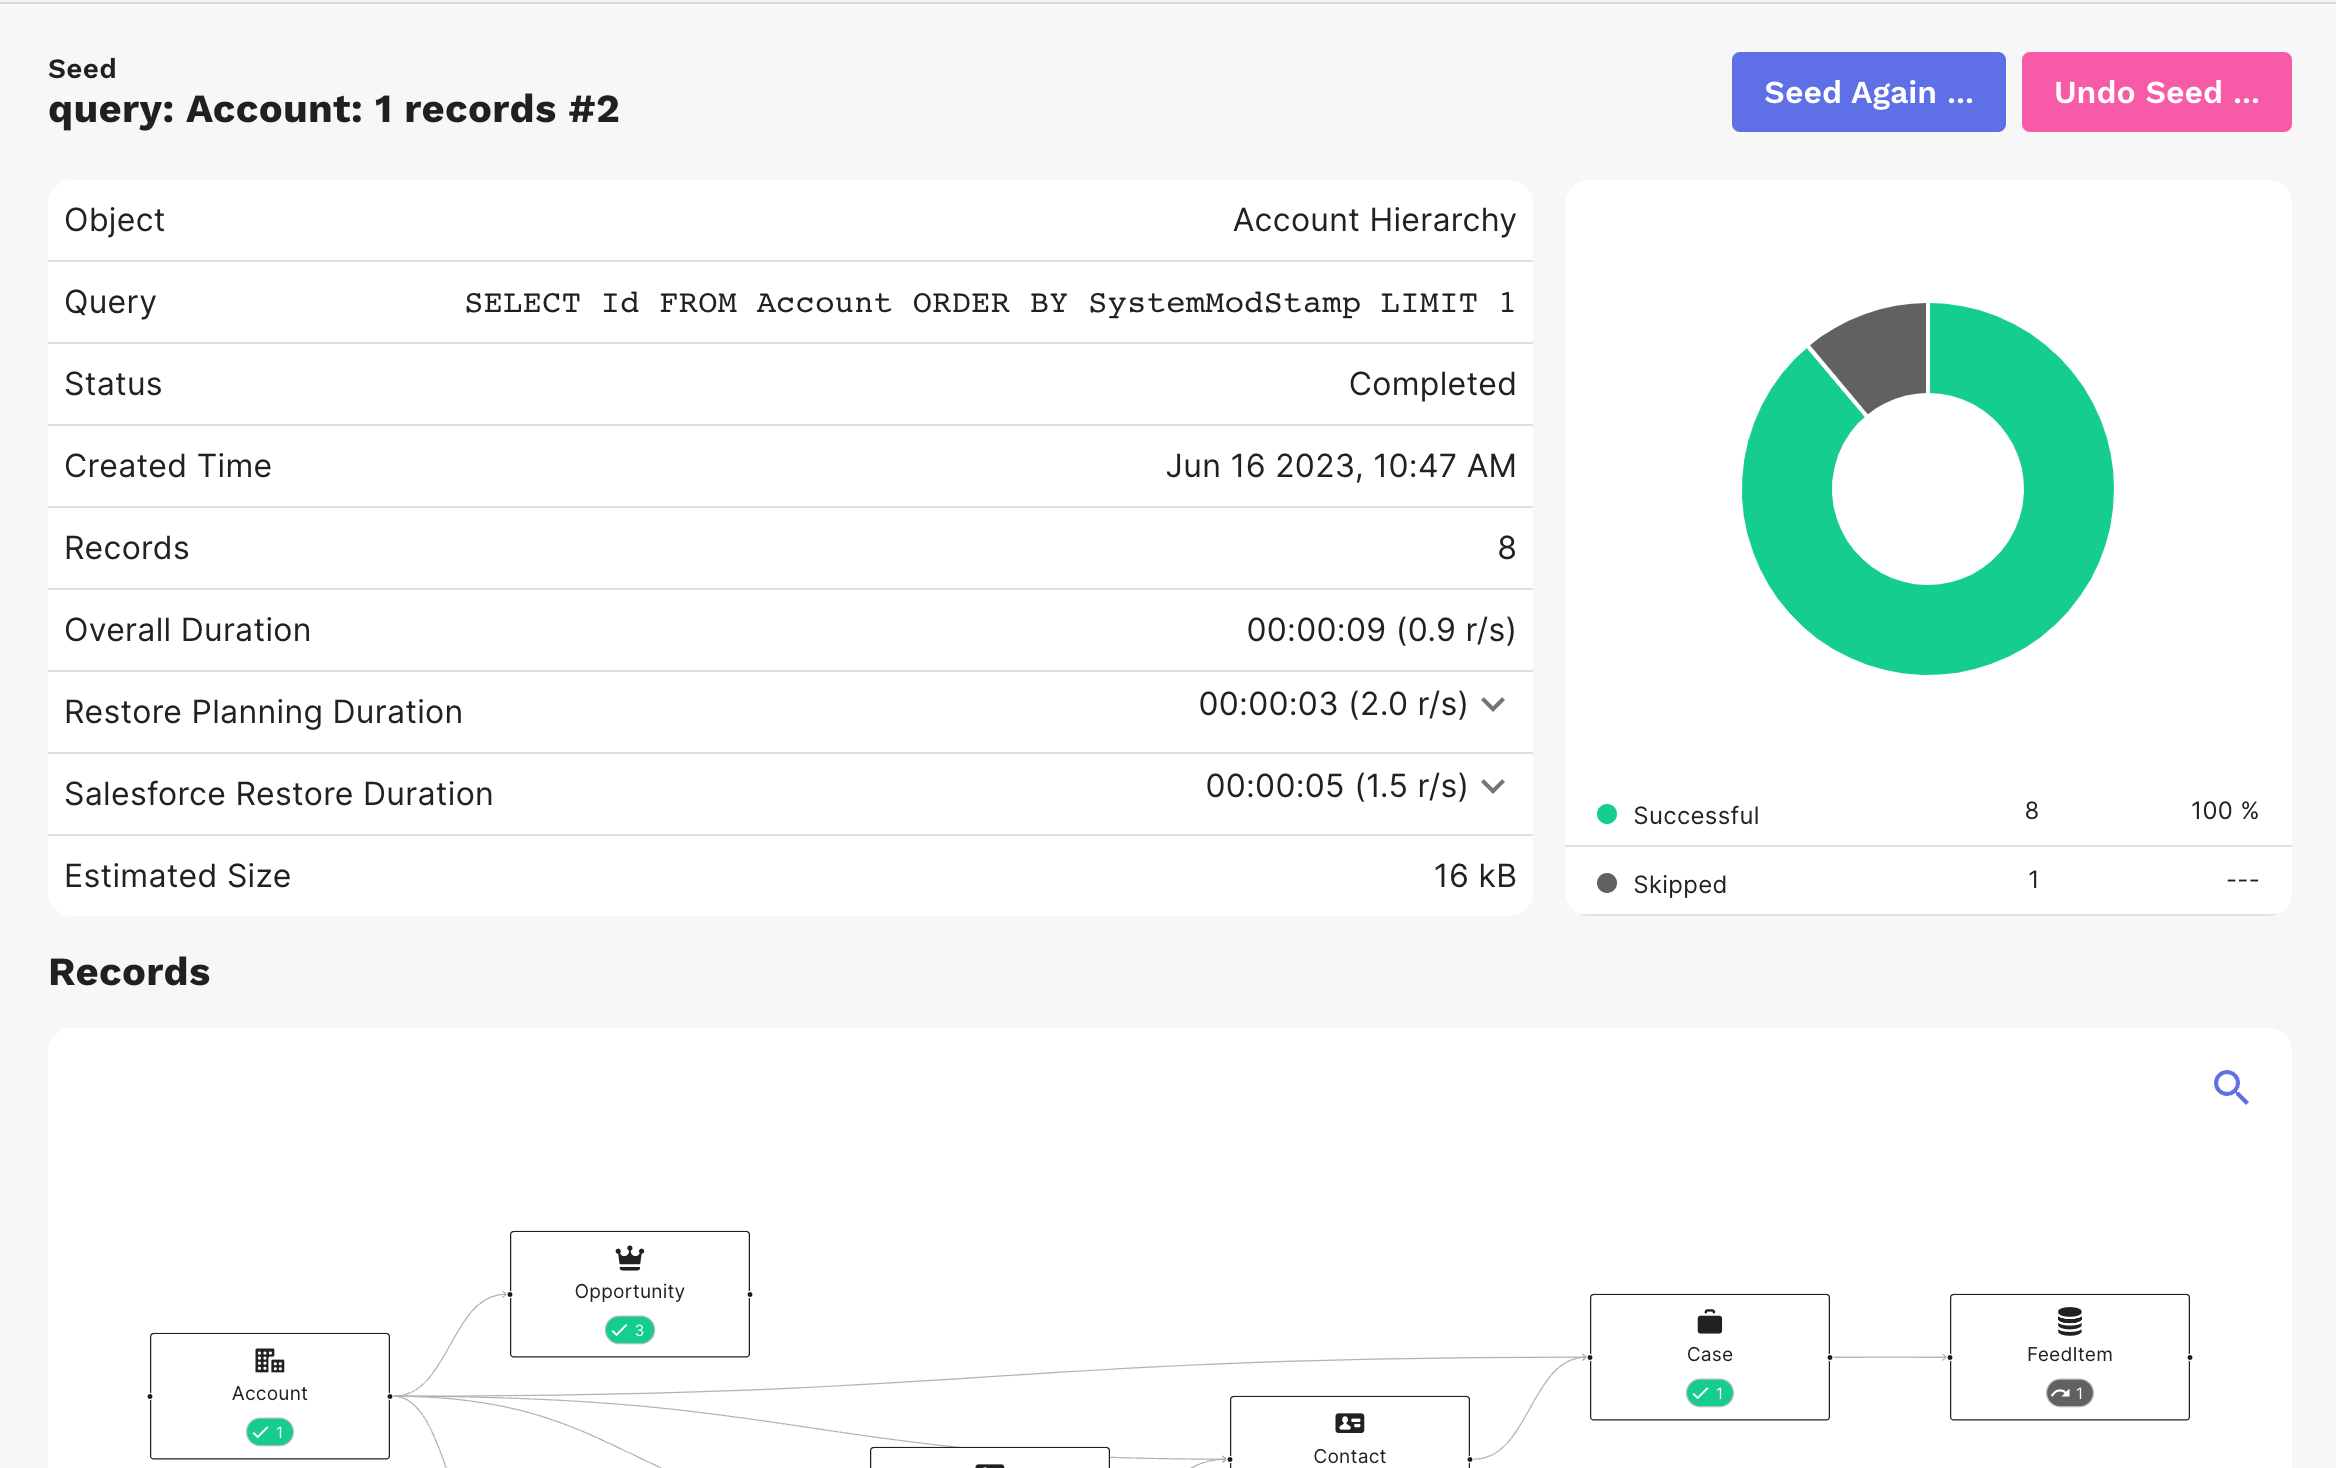 Seed
query: Account: 1 records #2
Seed Again ...
Undo Seed ...
Object Account Hierarchy
Query SELECT Id FROM Account ORDER BY SystemModStamp LIMIT 1
Status Completed
Created Time Jun 16 2023, 10:47 AM
Records 8
Overall Duration 00:00:09 (0.9 r/s)
Restore Planning Duration 00:00:03 (2.0 r/s)
Salesforce Restore Duration 00:00:05 (1.5 r/s)
Estimated Size 16 kB
Successful 8 100 %
Skipped 1 ---
Records
Opportunity
3
Account
1
Case
1
FeedItem
1
Contact